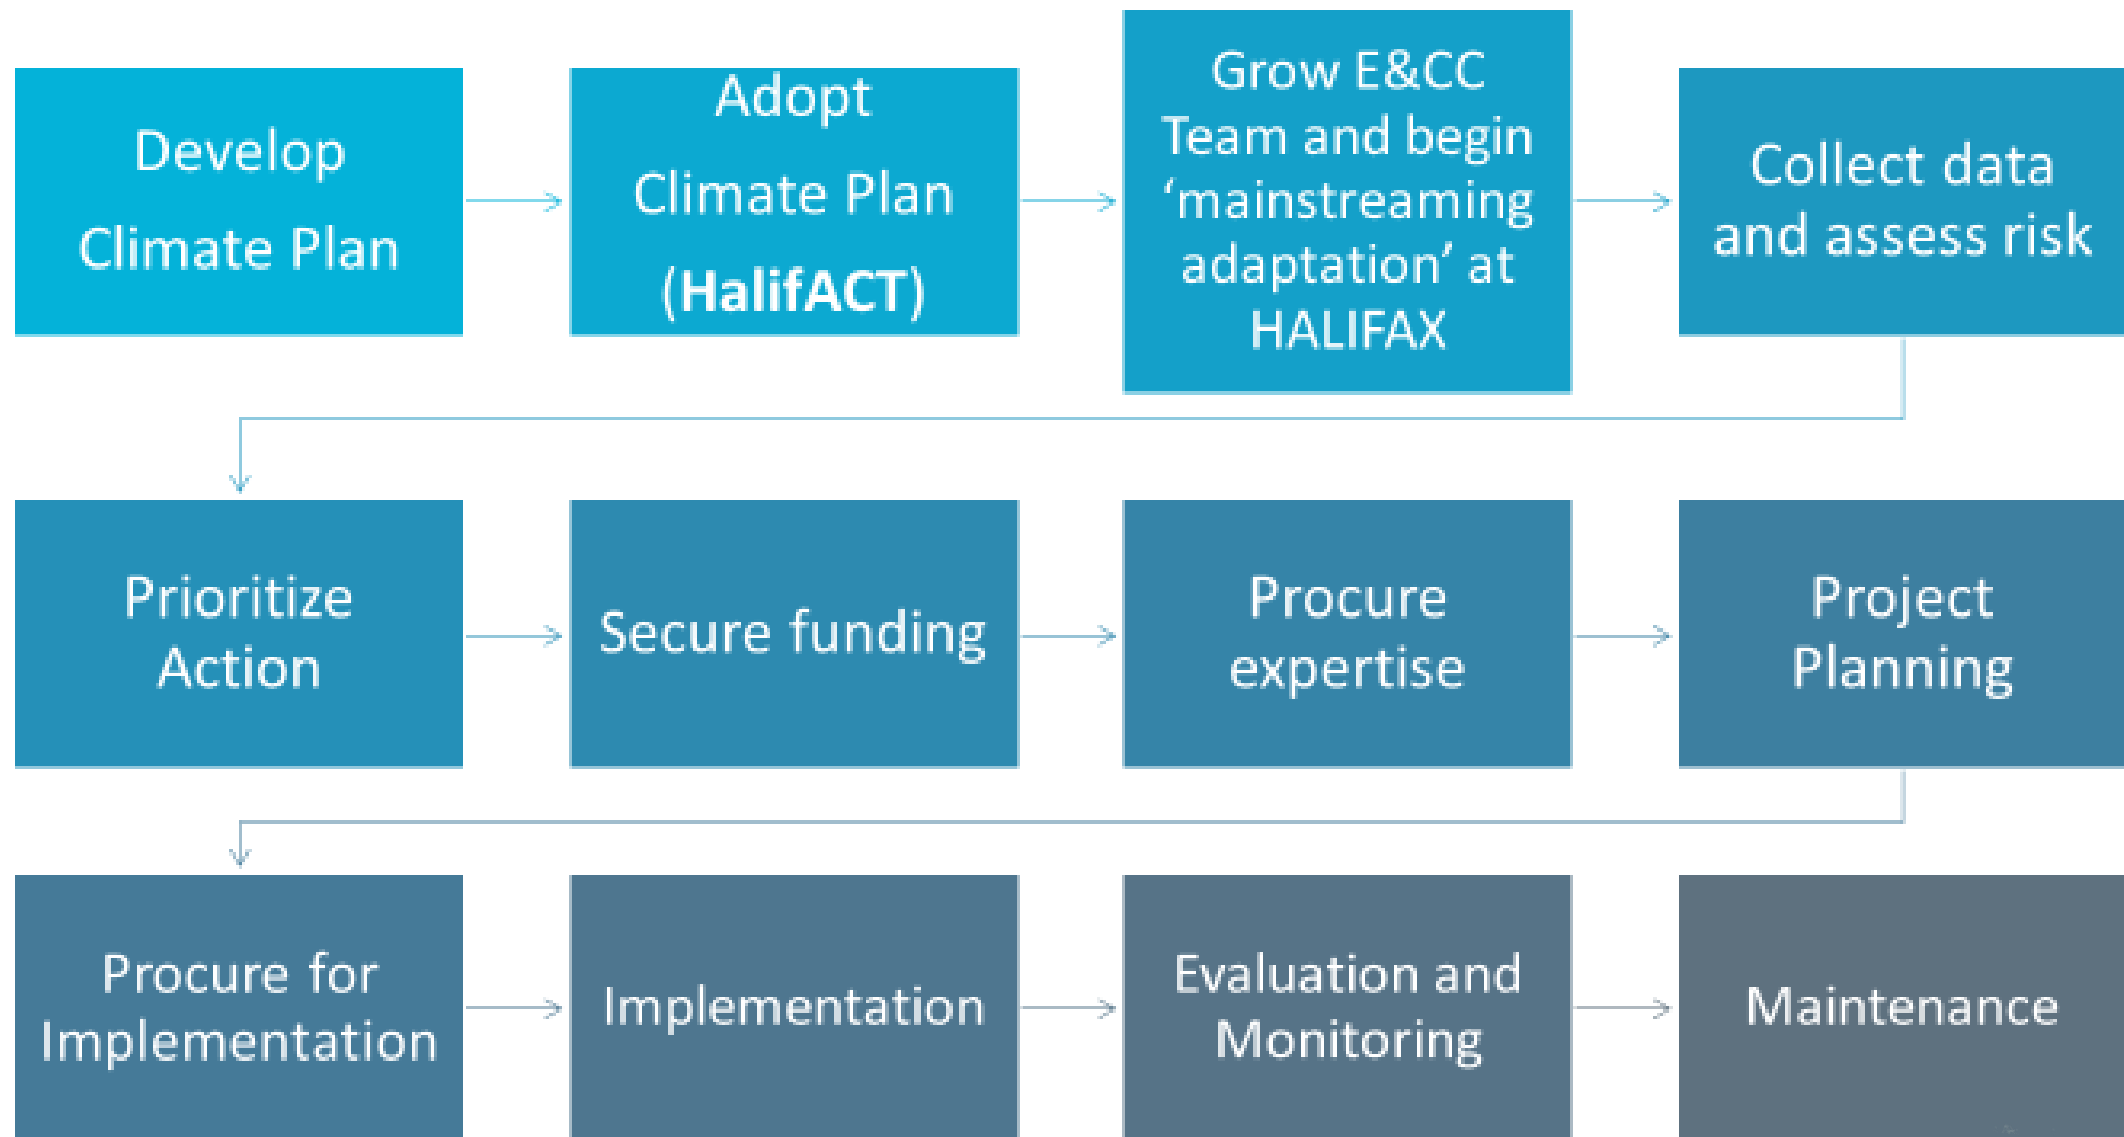 Develop
Climate Plan
Adopt
Climate Plan
(HalifACT)
Grow E&CC
Team and begin
‘mainstreaming
adaptation’ at
HALIFAX
Collect data
and assess risk
Prioritize
Action
Secure funding
Procure
expertise
Project
Planning
Procure for
Implementation
Implementation
Evaluation and
Monitoring
Maintenance